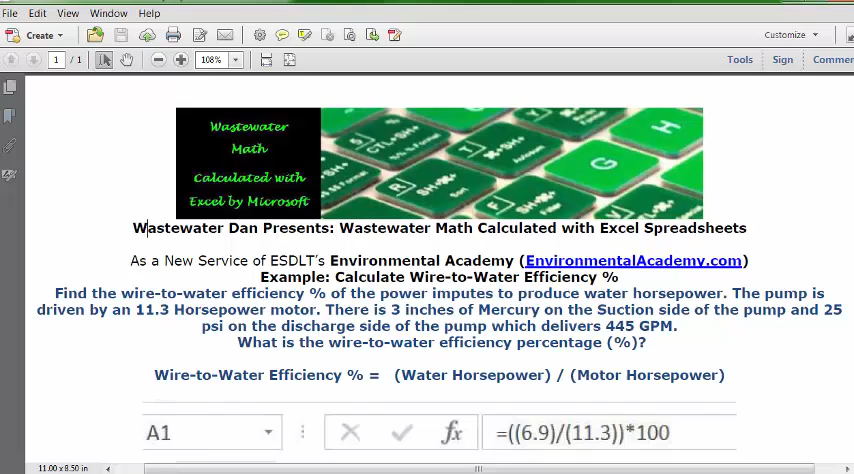 File Edit View Window Help
Create Customize
1 / 1 108% Tools Sign Commen
Wastewater
Math
Calculated with
Excel by Microsoft
G
H
Wastewater Dan Presents: Wastewater Math Calculated with Excel Spreadsheets
As a New Service of ESDLT’s Environmental Academy (EnvironmentalAcademy.com)
Example: Calculate Wire-to-Water Efficiency %
Find the wire-to-water efficiency % of the power imputes to produce water horsepower. The pump is
driven by an 11.3 Horsepower motor. There is 3 inches of Mercury on the Suction side of the pump and 25
psi on the discharge side of the pump which delivers 445 GPM.
What is the wire-to-water efficiency percentage (%)?
Wire-to-Water Efficiency % = (Water Horsepower) / (Motor Horsepower)
A1 fx =((6.9)/(11.3))*100
11.00 x 8.50 in